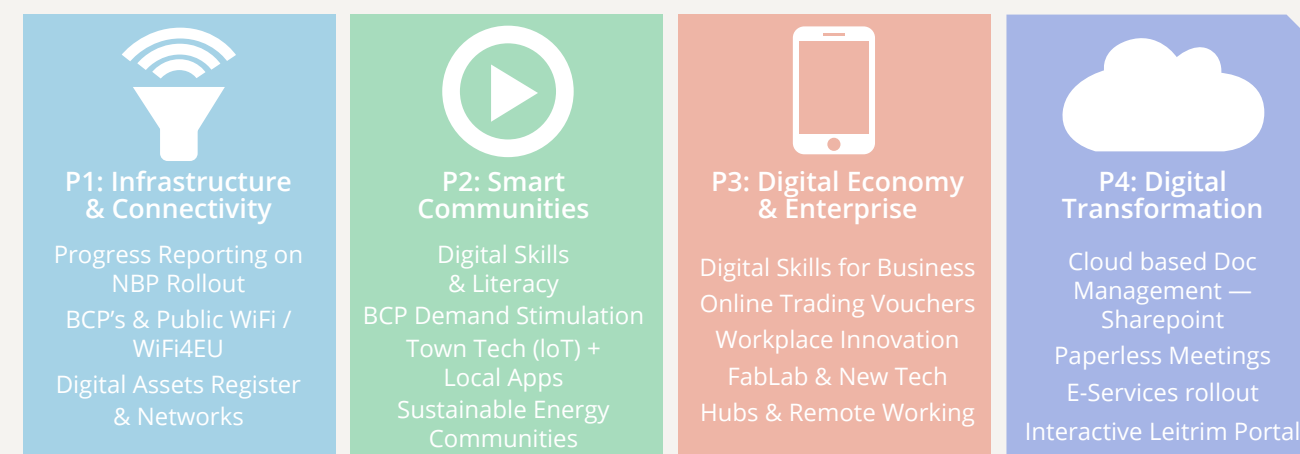 P1: Infrastructure
& Connectivity
Progress Reporting on
NBP Rollout
BCP’s & Public WiFi /
WiFi4EU
Digital Assets Register
& Networks
P2: Smart
Communities
Digital Skills
& Literacy
BCP Demand Stimulation
Town Tech (IoT) +
Local Apps
Sustainable Energy
Communities
P3: Digital Economy
& Enterprise
Digital Skills for Business
Online Trading Vouchers
Workplace Innovation
FabLab & New Tech
Hubs & Remote Working
P4: Digital
Transformation
Cloud based Doc
Management —
Sharepoint
Paperless Meetings
E-Services rollout
Interactive Leitrim Portal